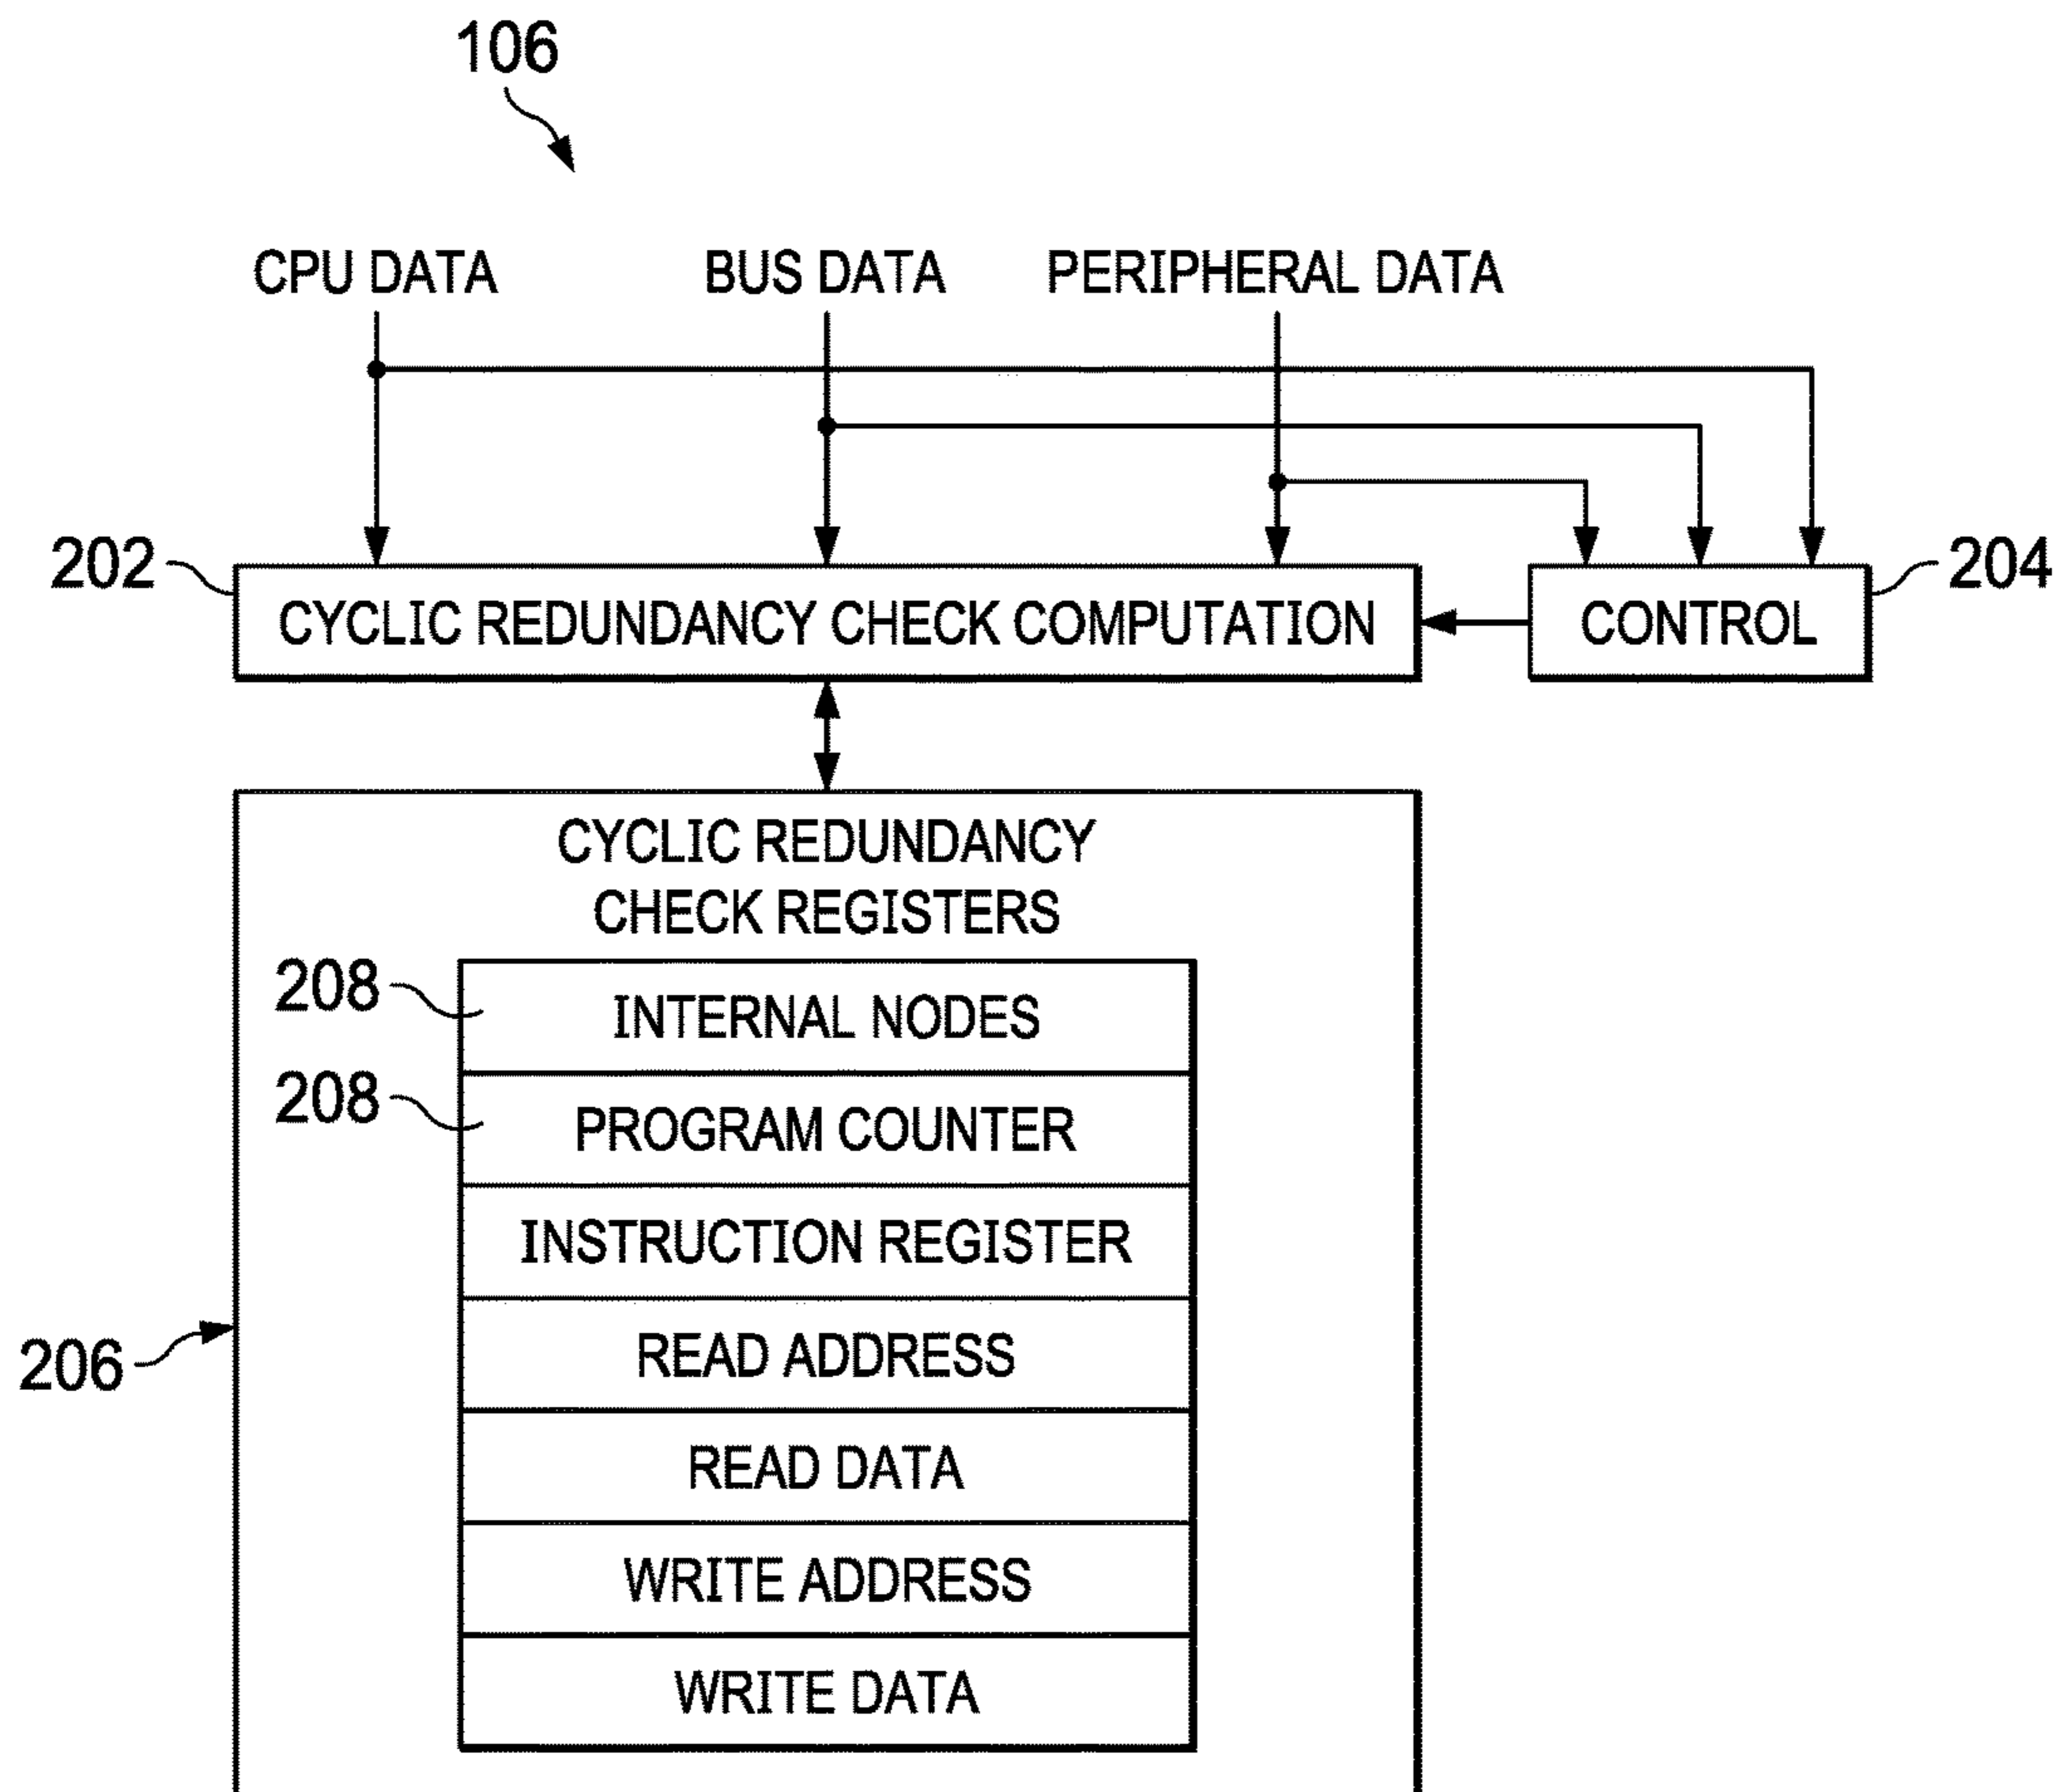 106
CPU DATA
BUS DATA
PERIPHERAL DATA
202
CYCLIC REDUNDANCY CHECK COMPUTATION
CONTROL
204
CYCLIC REDUNDANCY
CHECK REGISTERS
208
INTERNAL NODES
208
PROGRAM COUNTER
INSTRUCTION REGISTER
206
READ ADDRESS
READ DATA
WRITE ADDRESS
WRITE DATA